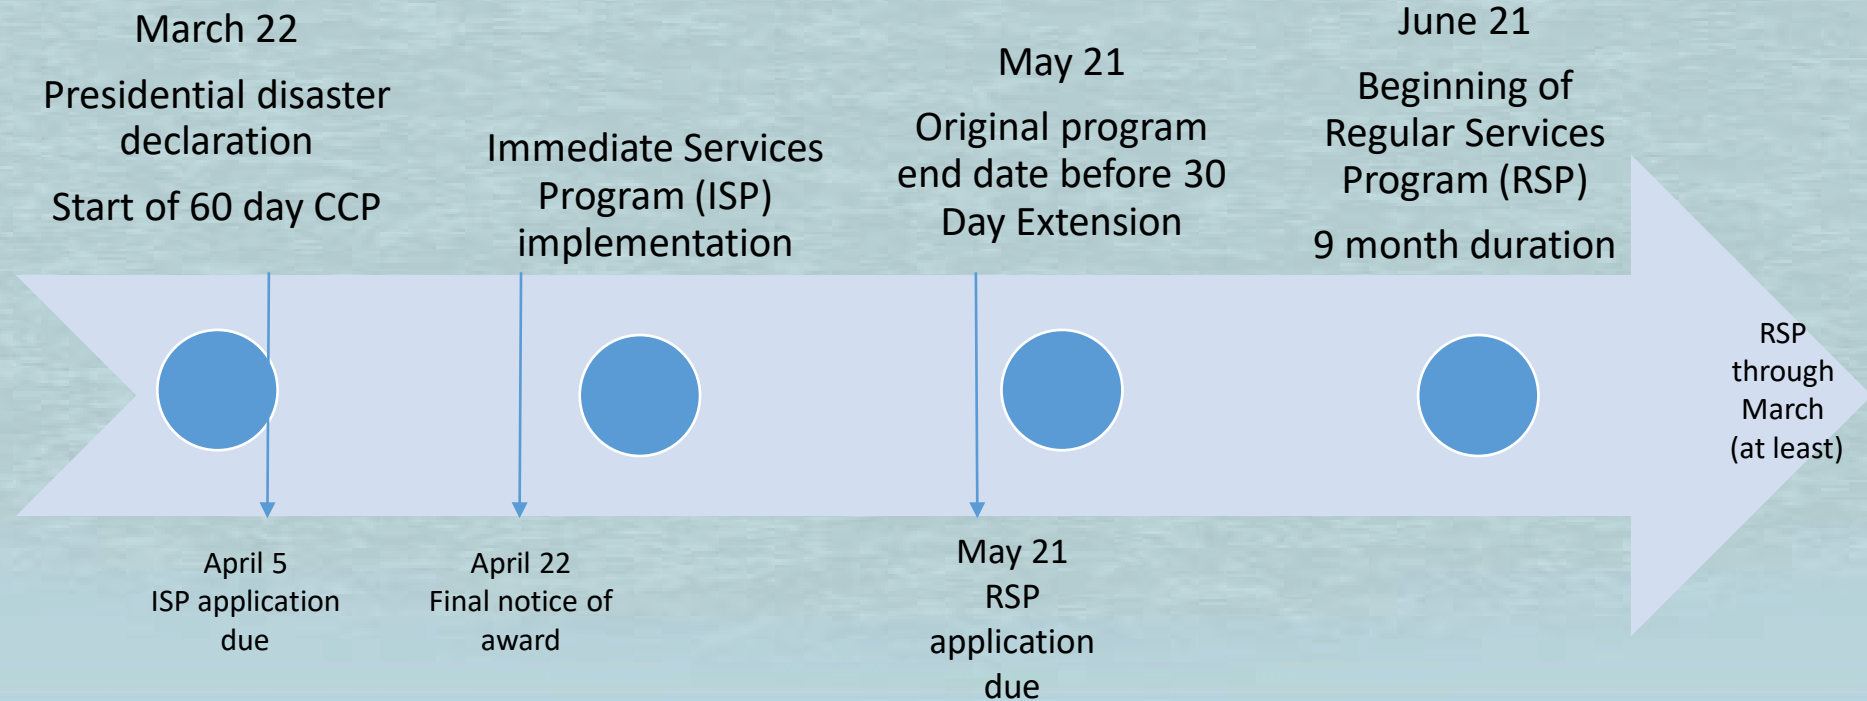 March 22
Presidential disaster
declaration
Start of 60 day CCP
Immediate Services
Program (ISP)
implementation
May 21
Original program
end date before 30
Day Extension
June 21
Beginning of
Regular Services
Program (RSP)
9 month duration
RSP
through
March
(at least)
April 5
ISP application
due
April 22
Final notice of
award
May 21
RSP
application
due